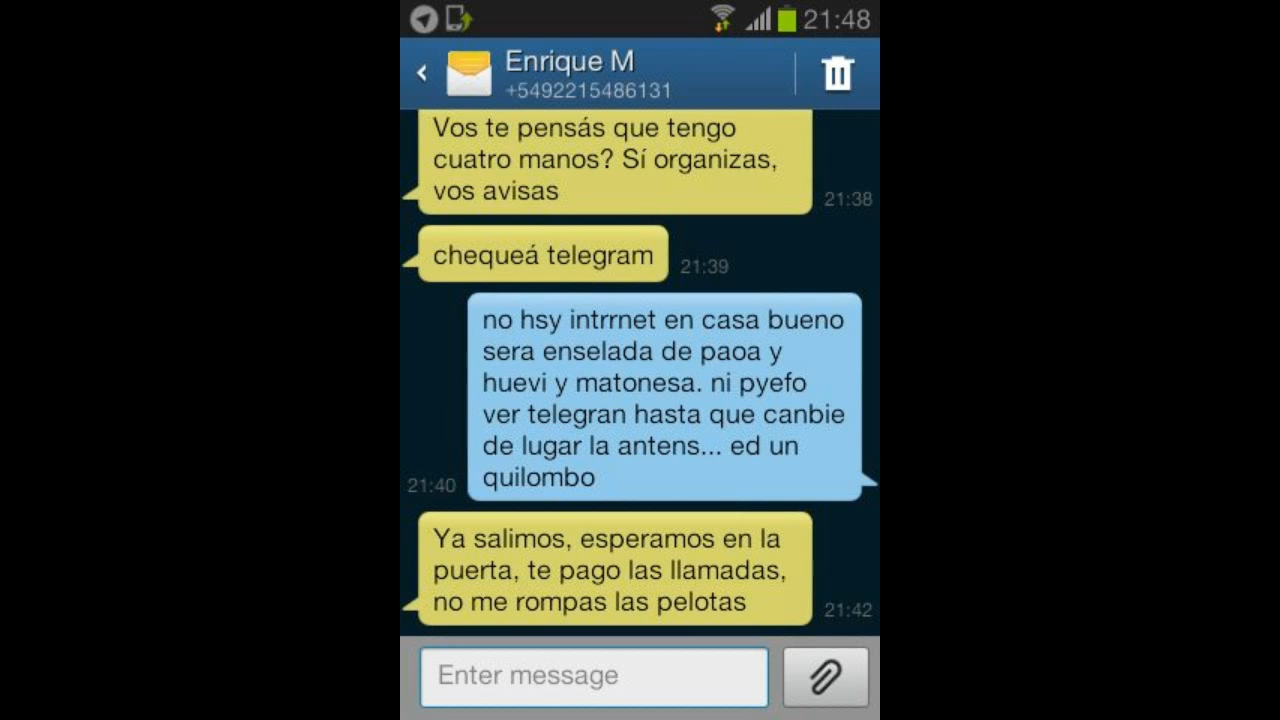 21:48
Enrique M
+5492215486131
Vos te pensás que tengo
cuatro manos? Sí organizas,
vos avisas
21:38
chequeá telegram
21:39
no hsy intrrnet en casa bueno
sera enselada de paoa y
huevi y matonesa. ni pyefo
ver telegran hasta que canbie
de lugar la antens... ed un
quilombo
21:40
Ya salimos, esperamos en la
puerta, te pago las llamadas,
no me rompas las pelotas
21:42
Enter message